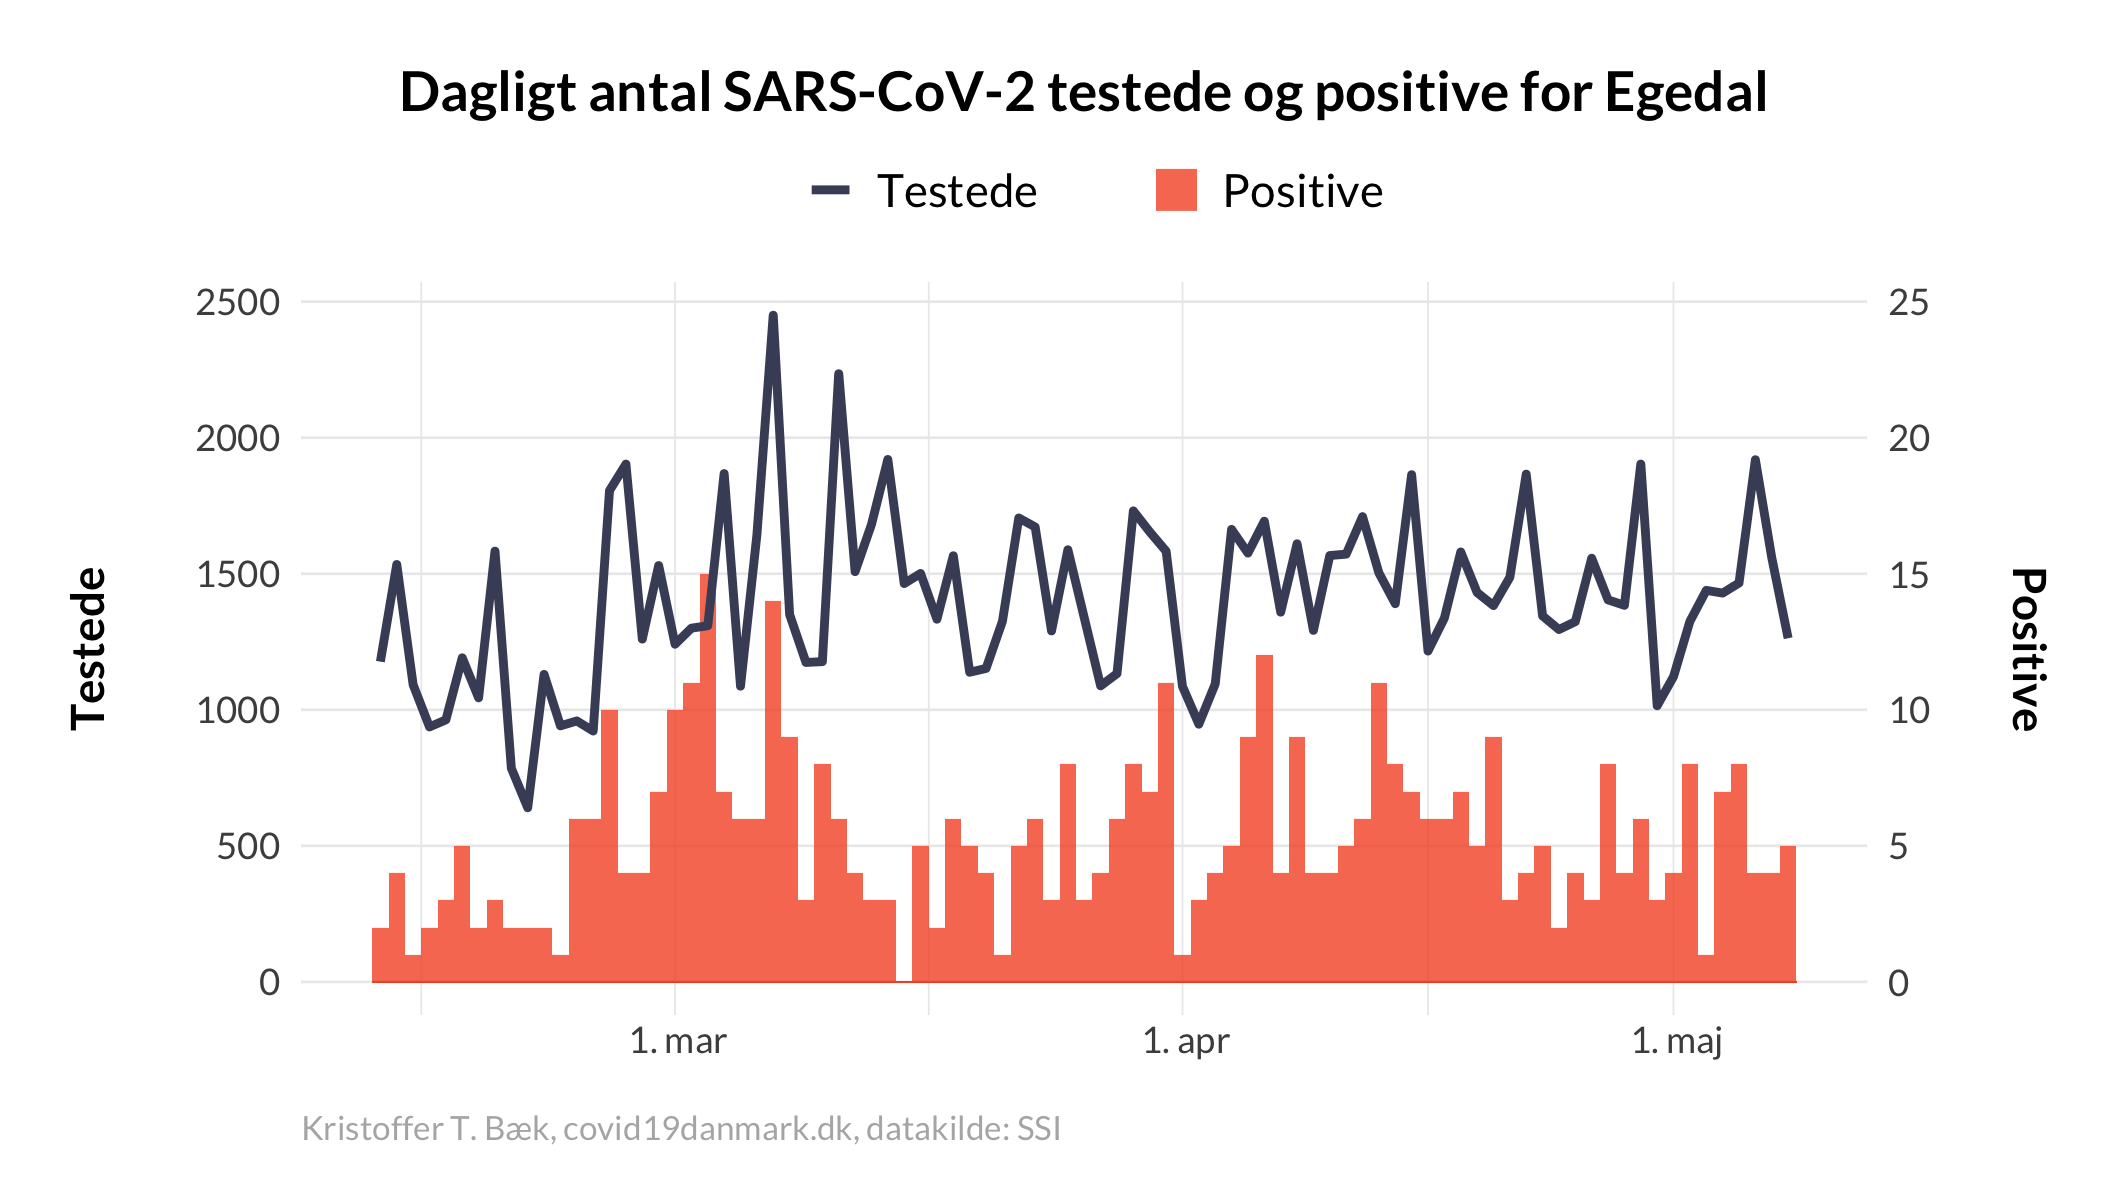 Dagligt antal SARS-CoV-2 testede og positive for Egedal
Testede
Positive
2500
2000
1500
1000
500
0
25
20
15
10
5
0
Testede
Positive
1. mar
1. apr
1. maj
Kristoffer T. Bæk, covid19danmark.dk, datakilde: SSI